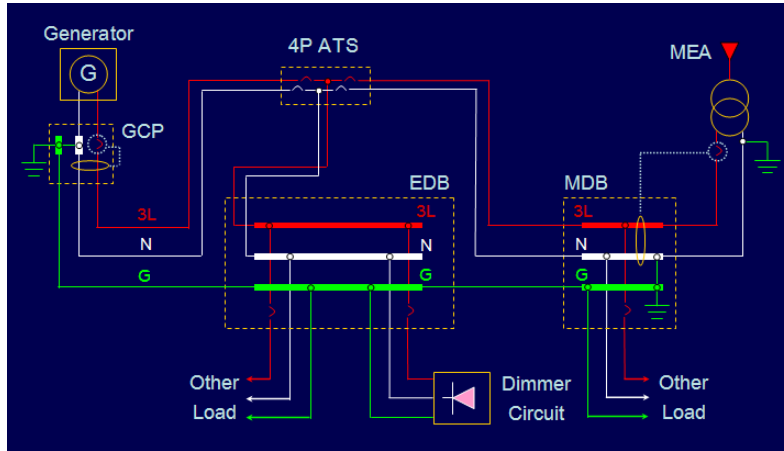 Generator
G
4P ATS
MEA
GCP
EDB
MDB
3L
3L
3L
N
N
N
G
G
G
Other
Load
Dimmer
Circuit
Other
Load